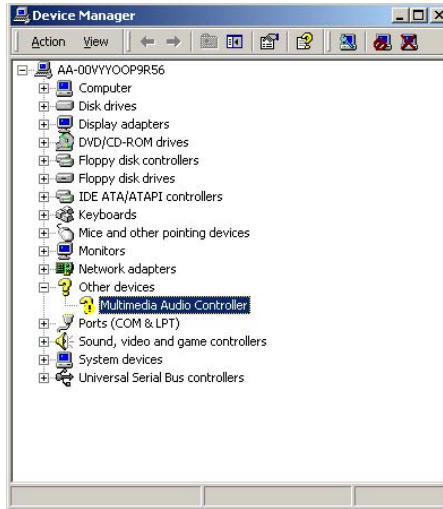 Device Manager
Action View
AA-00VYYOOP9R56
Computer
Disk drives
Display adapters
DVD/CD-ROM drives
Floppy disk controllers
Floppy disk drives
IDE ATA/ATAPI controllers
Keyboards
Mice and other pointing devices
Monitors
Network adapters
Other devices
Multimedia Audio Controller
Ports (COM & LPT)
Sound, video and game controllers
System devices
Universal Serial Bus controllers